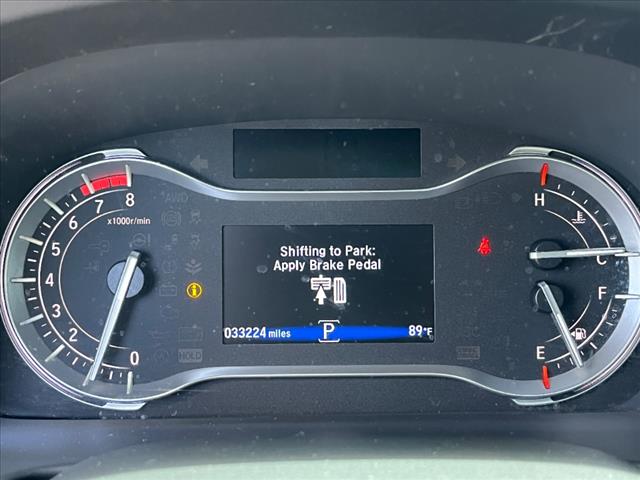 8
7
AWD
x1000r/min
6
5
4
3
2
1
0
HOLD
Shifting to Park:
Apply Brake Pedal
033224 miles
P
89°F
H
C
F
E